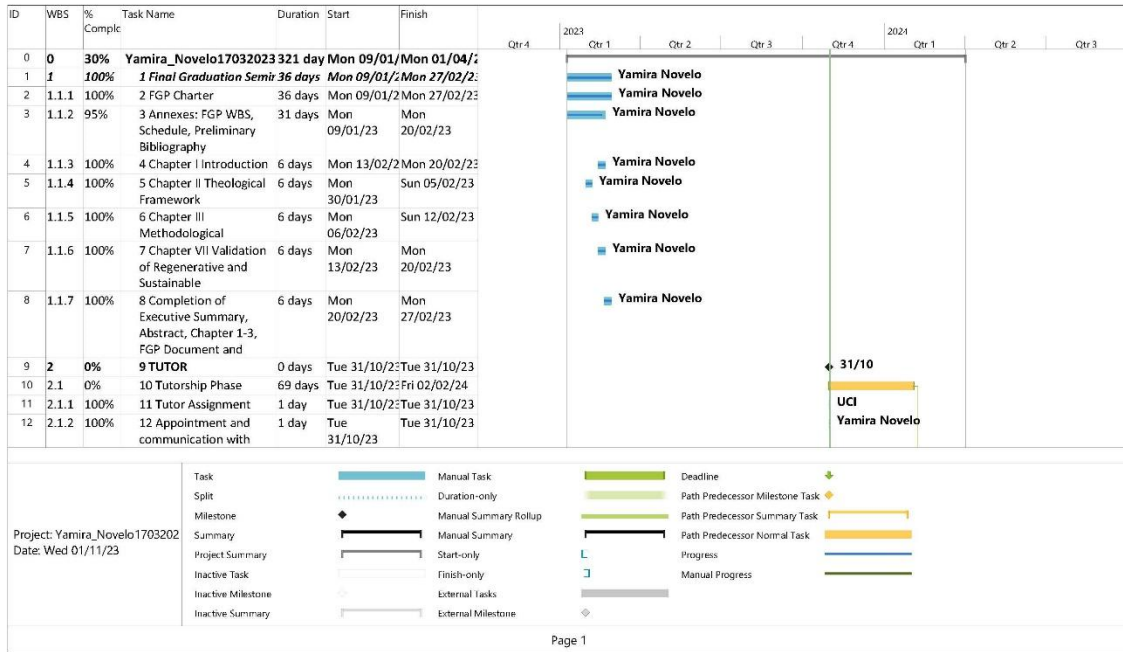 ID WBS % Complc Task Name Duration Start Finish
2023 2024
Qtr 4 Qtr 1 Qtr 2 Qtr 3 Qtr 4 Qtr 1 Qtr 2 Qtr 3
0 0 30% Yamira_Novelo17032023 321 day Mon 09/01/ Mon 01/04/2
1 1 100% 1 Final Graduation Semir 36 days Mon 09/01/2 Mon 27/02/2: Yamira Novelo
2 1.1.1 100% 2 FGP Charter 36 days Mon 09/01/2 Mon 27/02/23 Yamira Novelo
3 1.1.2 95% 3 Annexes: FGP WBS, 31 days Mon Mon Yamira Novelo
Schedule, Preliminary 09/01/23 20/02/23
Bibliography
4 1.1.3 100% 4 Chapter I Introduction 6 days Mon 13/02/2 Mon 20/02/23 Yamira Novelo
5 1.1.4 100% 5 Chapter II Theological 6 days Mon Sun 05/02/23 Yamira Novelo
Framework 30/01/23
6 1.1.5 100% 6 Chapter III 6 days Mon Sun 12/02/23 Yamira Novelo
Methodological 06/02/23
7 1.1.6 100% 7 Chapter VII Validation 6 days Mon Mon Yamira Novelo
of Regenerative and 13/02/23 20/02/23
Sustainable
8 1.1.7 100% 8 Completion of 6 days Mon Mon Yamira Novelo
Executive Summary, 20/02/23 27/02/23
Abstract, Chapter 1-3,
FGP Document and
9 2 0% 9 TUTOR 0 days Tue 31/10/23 Tue 31/10/23 31/10
10 2.1 0% 10 Tutorship Phase 69 days Tue 31/10/23 Fri 02/02/24
11 2.1.1 100% 11 Tutor Assignment 1 day Tue 31/10/23 Tue 31/10/23 UCI
12 2.1.2 100% 12 Appointment and 1 day Tue Tue 31/10/23 Yamira Novelo
communication with 31/10/23
Project: Yamira_Novelo1703202
Date: Wed 01/11/23
Task Manual Task Deadline
Split Duration-only Path Predecessor Milestone Task
Milestone Manual Summary Rollup Path Predecessor Summary Task
Summary Manual Summary Path Predecessor Normal Task
Project Summary Start-only Progress
Inactive Task Finish-only Manual Progress
Inactive Milestone External Tasks
Inactive Summary External Milestone
Page 1